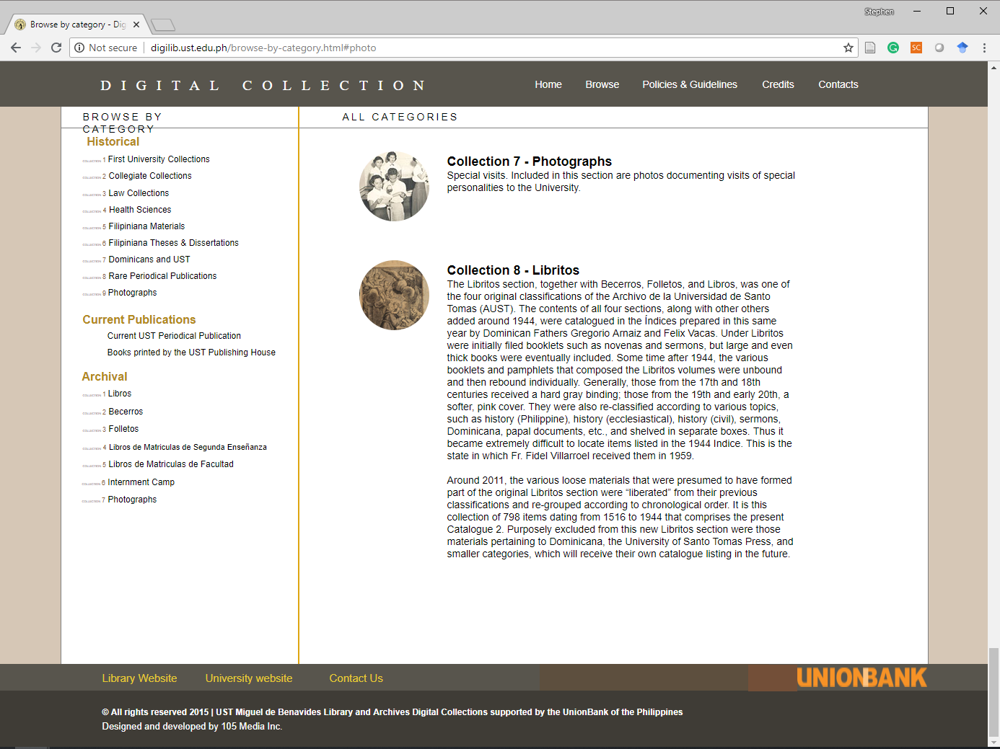 Stephen
Browse by category - Dig
Not secure
digilib.ust.edu.ph/browse-by-category.html#photo
SC
DIGITAL COLLECTION
Home
Browse
Policies & Guidelines
Credits
Contacts
BROWSE BY
CATEGORY
Historical
COLLECTION 1 First University Collections
COLLECTION 2 Collegiate Collections
COLLECTION 3 Law Collections
COLLECTION 4 Health Sciences
COLLECTION 5 Filipiniana Materials
COLLECTION 6 Filipiniana Theses & Dissertations
COLLECTION 7 Dominicans and UST
COLLECTION 8 Rare Periodical Publications
COLLECTION 9 Photographs
Current Publications
Current UST Periodical Publication
Books printed by the UST Publishing House
Archival
COLLECTION 1 Libros
COLLECTION 2 Becerros
COLLECTION 3 Folletos
COLLECTION 4 Libros de Matriculas de Segunda Enseñanza
COLLECTION 5 Libros de Matriculas de Facultad
COLLECTION 6 Internment Camp
COLLECTION 7 Photographs
ALL CATEGORIES
Collection 7 - Photographs
Special visits. Included in this section are photos documenting visits of special
personalities to the University.
Collection 8 - Libritos
The Libritos section, together with Becerros, Folletos, and Libros, was one of
the four original classifications of the Archivo de la Universidad de Santo
Tomas (AUST). The contents of all four sections, along with other others
added around 1944, were catalogued in the Índices prepared in this same
year by Dominican Fathers Gregorio Arnaiz and Felix Vacas. Under Libritos
were initially filed booklets such as novenas and sermons, but large and even
thick books were eventually included. Some time after 1944, the various
booklets and pamphlets that composed the Libritos volumes were unbound
and then rebound individually. Generally, those from the 17th and 18th
centuries received a hard gray binding; those from the 19th and early 20th, a
softer, pink cover. They were also re-classified according to various topics,
such as history (Philippine), history (ecclesiastical), history (civil), sermons,
Dominicana, papal documents, etc., and shelved in separate boxes. Thus it
became extremely difficult to locate items listed in the 1944 Indice. This is the
state in which Fr. Fidel Villarroel received them in 1959.
Around 2011, the various loose materials that were presumed to have formed
part of the original Libritos section were “liberated” from their previous
classifications and re-grouped according to chronological order. It is this
collection of 798 items dating from 1516 to 1944 that comprises the present
Catalogue 2. Purposely excluded from this new Libritos section were those
materials pertaining to Dominicana, the University of Santo Tomas Press, and
smaller categories, which will receive their own catalogue listing in the future.
Library Website
University website
Contact Us
UNIONBANK
© All rights reserved 2015 | UST Miguel de Benavides Library and Archives Digital Collections supported by the UnionBank of the Philippines
Designed and developed by 105 Media Inc.